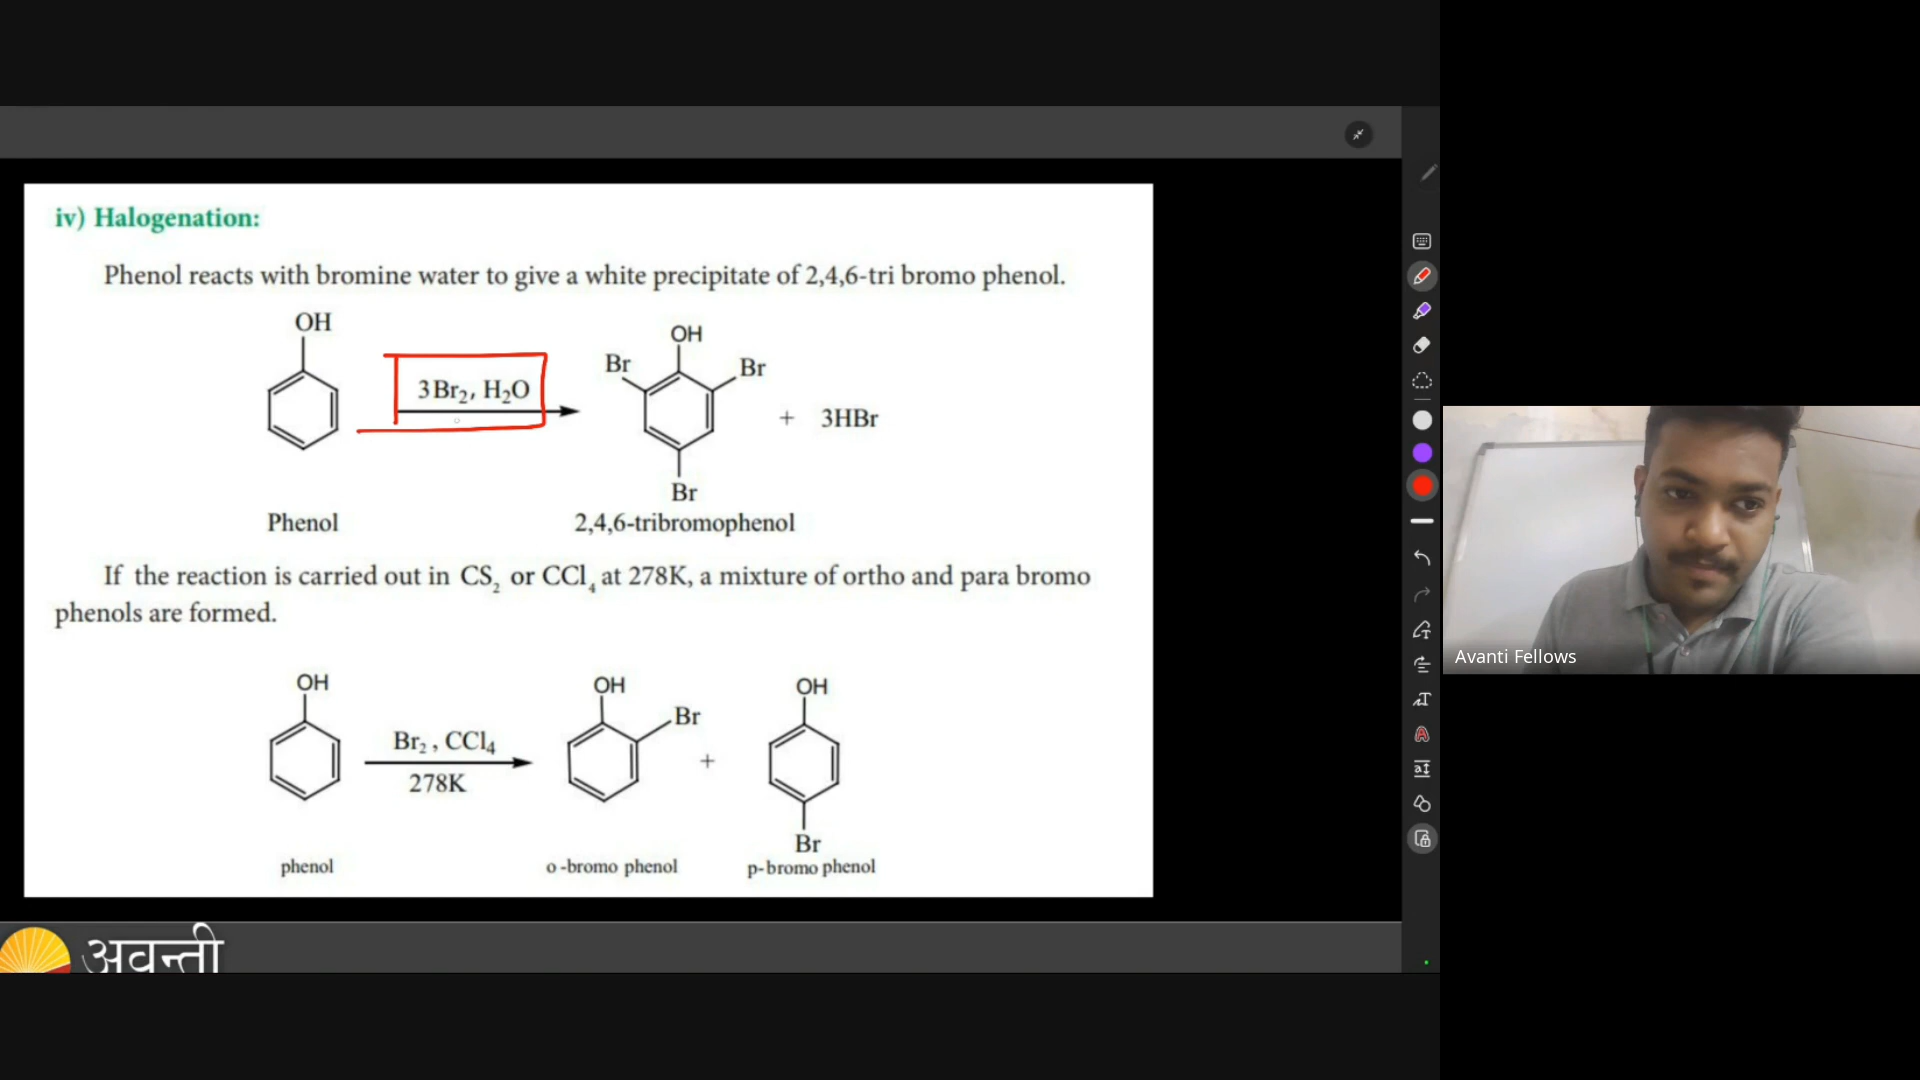 iv) Halogenation:
Phenol reacts with bromine water to give a white precipitate of 2,4,6-tri bromo phenol.
OH
3Br₂, H₂O
OH
Br
Br
Br
+ 3HBr
Phenol
2,4,6-tribromophenol
If the reaction is carried out in CS₂ or CCl₄ at 278K, a mixture of ortho and para bromo
phenols are formed.
OH
Br₂ , CCl₄
278K
OH
Br
+
OH
Br
phenol
o -bromo phenol
p-bromo phenol
अवन्ती
Avanti Fellows